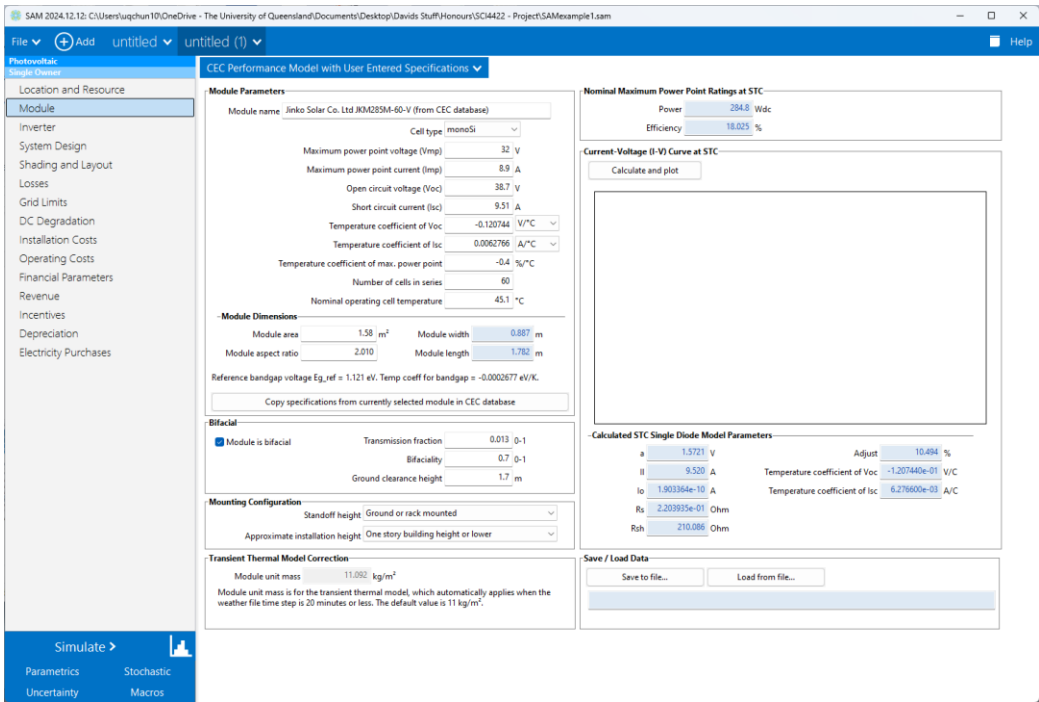 SAM 2024.12.12: C:\Users\uqchun10\OneDrive - The University of Queensland\Documents\Desktop\Davids Stuff\Honours\SCI4422 - Project\SAMexample1.sam
File Add untitled untitled (1) Help
Photovoltaic
Single Owner
Location and Resource
Module
Inverter
System Design
Shading and Layout
Losses
Grid Limits
DC Degradation
Installation Costs
Operating Costs
Financial Parameters
Revenue
Incentives
Depreciation
Electricity Purchases
Simulate >
Parametrics Stochastic
Uncertainty Macros
CEC Performance Model with User Entered Specifications
Module Parameters
Module name Jinko Solar Co. Ltd JKM285M-60-V (from CEC database)
Cell type monoSi
Maximum power point voltage (Vmp) 32 V
Maximum power point current (Imp) 8.9 A
Open circuit voltage (Voc) 38.7 V
Short circuit current (Isc) 9.51 A
Temperature coefficient of Voc -0.120744 V/°C
Temperature coefficient of Isc 0.0062766 A/°C
Temperature coefficient of max. power point -0.4 %/°C
Number of cells in series 60
Nominal operating cell temperature 45.1 °C
Module Dimensions
Module area 1.58 m² Module width 0.887 m
Module aspect ratio 2.010 Module length 1.782 m
Reference bandgap voltage Eg_ref = 1.121 eV. Temp coeff for bandgap = -0.0002677 eV/K.
Copy specifications from currently selected module in CEC database
Bifacial
Module is bifacial Transmission fraction 0.013 0-1
Bifaciality 0.7 0-1
Ground clearance height 1.7 m
Mounting Configuration
Standoff height Ground or rack mounted
Approximate installation height One story building height or lower
Transient Thermal Model Correction
Module unit mass 11.092 kg/m²
Module unit mass is for the transient thermal model, which automatically applies when the
weather file time step is 20 minutes or less. The default value is 11 kg/m².
Nominal Maximum Power Point Ratings at STC
Power 284.8 Wdc
Efficiency 18.025 %
Current-Voltage (I-V) Curve at STC
Calculate and plot
Calculated STC Single Diode Model Parameters
a 1.5721 V Adjust 10.494 %
Il 9.520 A Temperature coefficient of Voc -1.207440e-01 V/C
Io 1.903364e-10 A Temperature coefficient of Isc 6.276600e-03 A/C
Rs 2.203935e-01 Ohm
Rsh 210.086 Ohm
Save / Load Data
Save to file... Load from file...